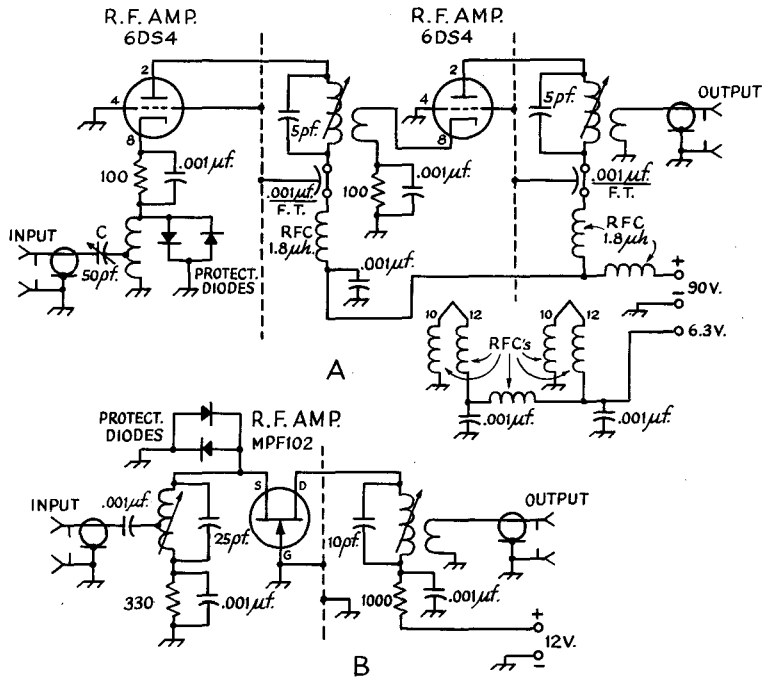 R.F. AMP.
6DS4
R.F. AMP.
6DS4
2
4
8
2
4
8
5pf.
5pf.
OUTPUT
100
.001µf.
.001µf.
F.T.
100
.001µf.
.001µf.
F.T.
INPUT
C
50pf.
PROTECT.
DIODES
RFC
1.8µh.
.001µf.
RFC
1.8µh.
+
90V.
−
6.3V.
10
12
10
12
RFC's
.001µf.
.001µf.
A
PROTECT.
DIODES
R.F. AMP.
MPF102
INPUT
.001µf.
25pf.
S
D
G
10pf.
OUTPUT
330
.001µf.
1000
.001µf.
+
12V.
−
B